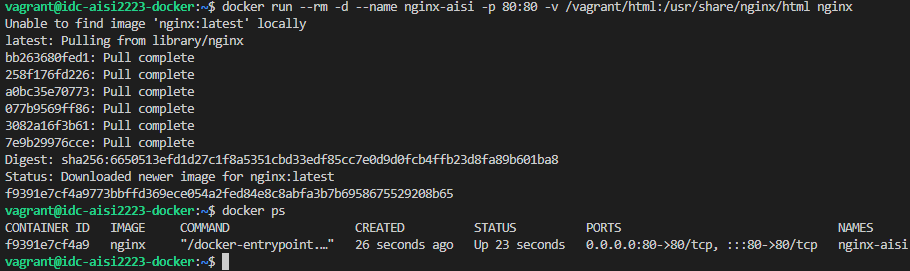 vagrant@idc-aisi2223-docker:~$ docker run --rm -d --name nginx-aisi -p 80:80 -v /vagrant/html:/usr/share/nginx/html nginx
Unable to find image 'nginx:latest' locally
latest: Pulling from library/nginx
bb263680fed1: Pull complete
258f176fd226: Pull complete
a0bc35e70773: Pull complete
077b9569ff86: Pull complete
3082a16f3b61: Pull complete
7e9b29976cce: Pull complete
Digest: sha256:6650513efd1d27c1f8a5351cbd33edf85cc7e0d9d0fcb4ffb23d8fa89b601ba8
Status: Downloaded newer image for nginx:latest
f9391e7cf4a9773bbffd369ece054a2fed84e8c8abfa3b7b6958675529208b65
vagrant@idc-aisi2223-docker:~$ docker ps
CONTAINER ID   IMAGE     COMMAND                  CREATED          STATUS          PORTS                               NAMES
f9391e7cf4a9   nginx     "/docker-entrypoint.…"   26 seconds ago   Up 23 seconds   0.0.0.0:80->80/tcp, :::80->80/tcp   nginx-aisi
vagrant@idc-aisi2223-docker:~$